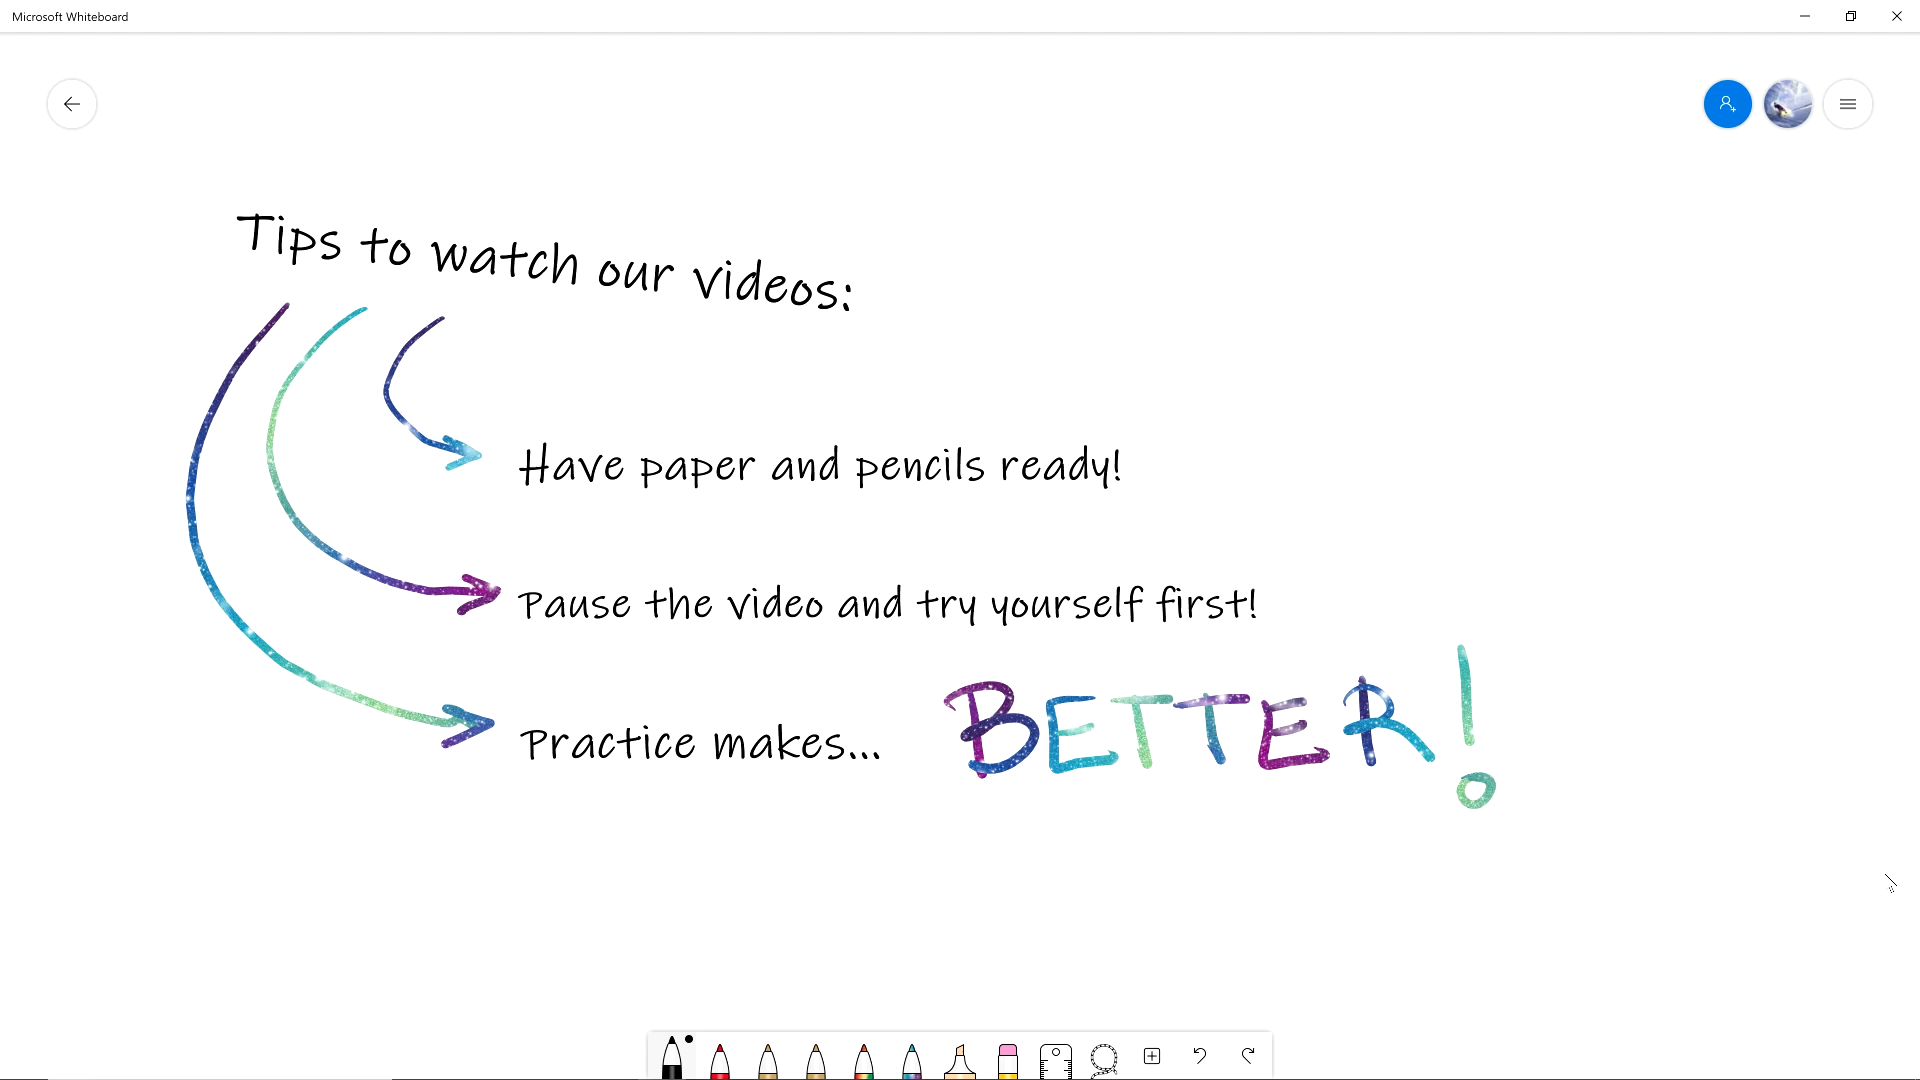 Microsoft Whiteboard
Tips to watch our videos:
Have paper and pencils ready!
Pause the video and try yourself first!
Practice makes... BETTER!